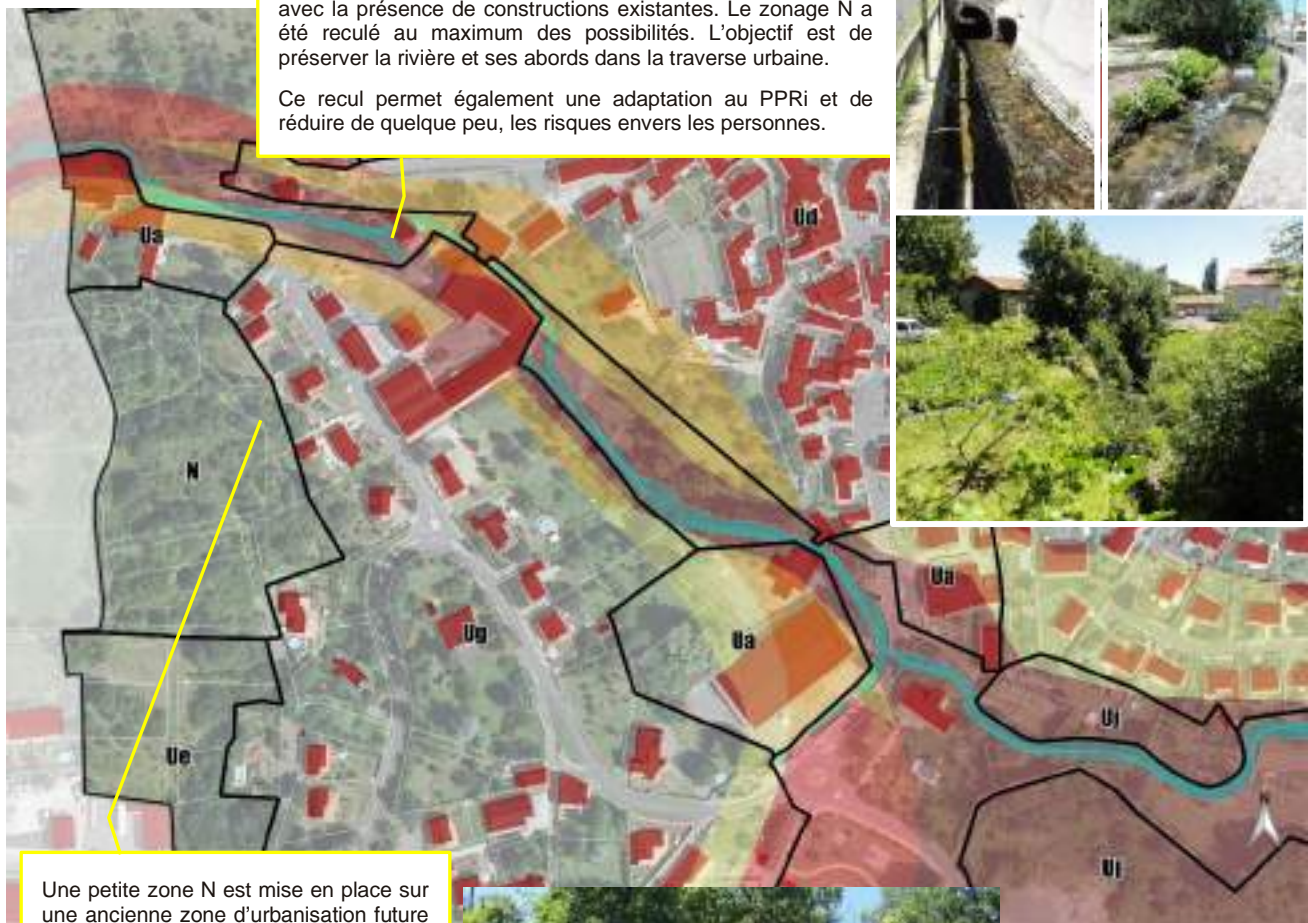 avec la présence de constructions existantes. Le zonage N a
été reculé au maximum des possibilités. L'objectif est de
préserver la rivière et ses abords dans la traverse urbaine.
Ce recul permet également une adaptation au PPRi et de
réduire de quelque peu, les risques envers les personnes.
Ud
Ua
N
Ug
Ua
Ua
Uj
Ue
Uj
Une petite zone N est mise en place sur
une ancienne zone d'urbanisation future